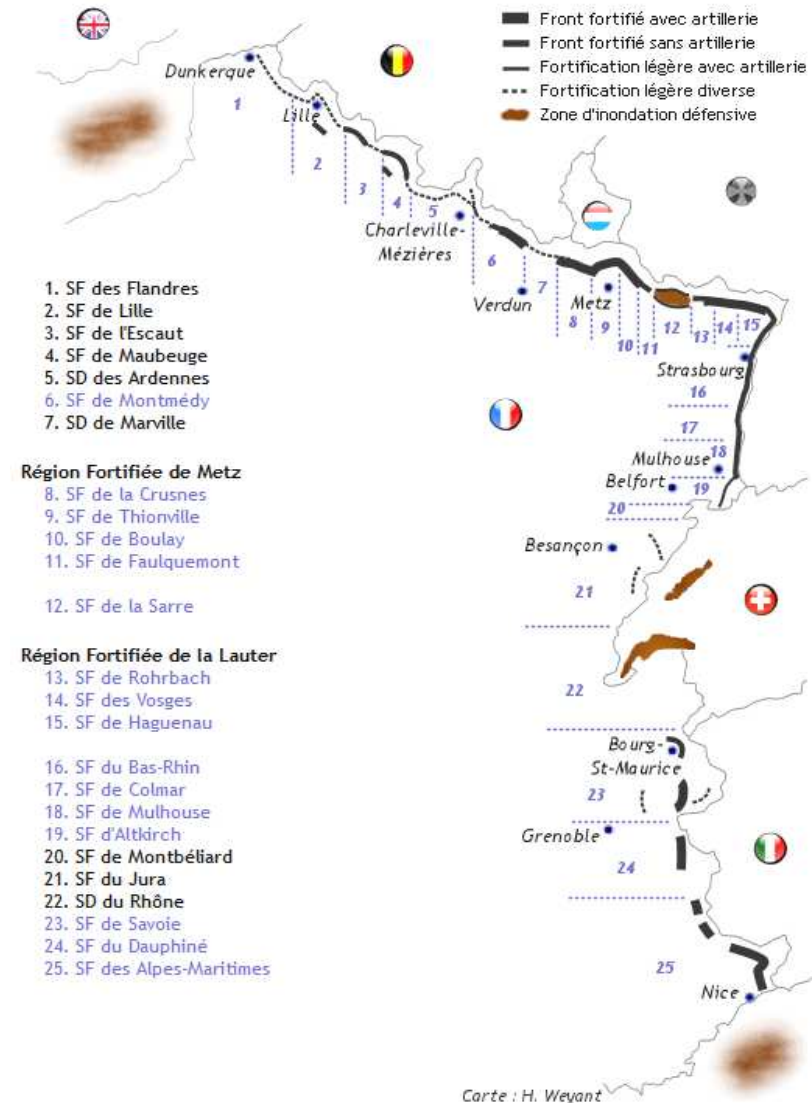 Front fortifié avec artillerie
Front fortifié sans artillerie
Fortification légère avec artillerie
Fortification légère diverse
Zone d'inondation défensive
Dunkerque
1
Lille
2
3
4
5
Charleville-
Mézières
6
Verdun
7
Metz
8
9
10
11
12
13
14
15
Strasbourg
16
17
Mulhouse
18
Belfort
19
20
Besançon
21
22
Bourg-
St-Maurice
23
Grenoble
24
25
Nice
1. SF des Flandres
2. SF de Lille
3. SF de l'Escaut
4. SF de Maubeuge
5. SD des Ardennes
6. SF de Montmédy
7. SD de Marville
Région Fortifiée de Metz
8. SF de la Crusnes
9. SF de Thionville
10. SF de Boulay
11. SF de Faulquemont
12. SF de la Sarre
Région Fortifiée de la Lauter
13. SF de Rohrbach
14. SF des Vosges
15. SF de Haguenau
16. SF du Bas-Rhin
17. SF de Colmar
18. SF de Mulhouse
19. SF d'Altkirch
20. SF de Montbéliard
21. SF du Jura
22. SD du Rhône
23. SF de Savoie
24. SF du Dauphiné
25. SF des Alpes-Maritimes
Carte : H. Weyant